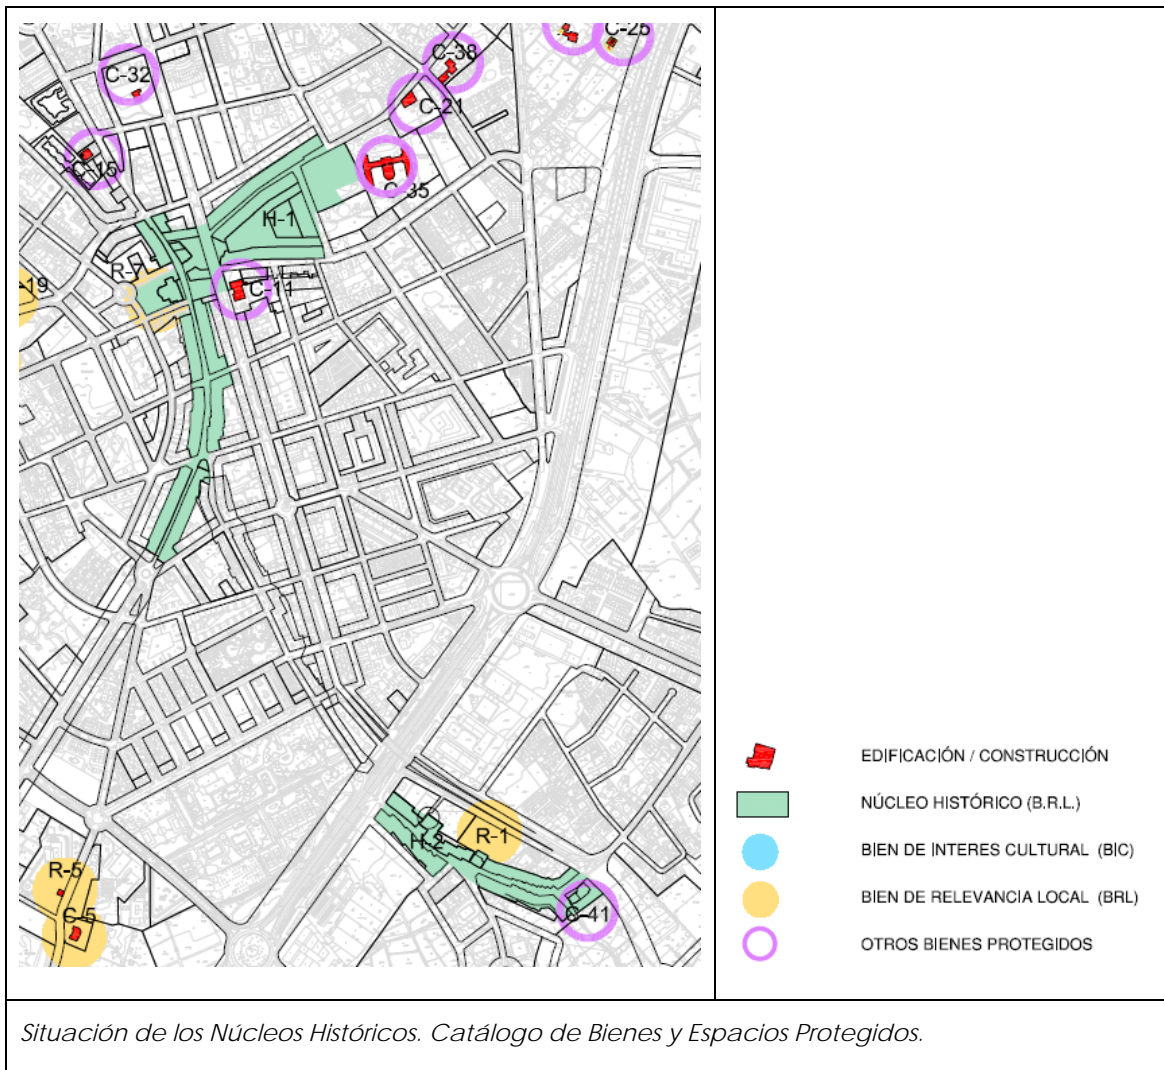 C-25
C-38
C-32
C-21
C-15
C-35
H-1
R-7
19
C-11
EDIFICACIÓN / CONSTRUCCIÓN
NÚCLEO HISTÓRICO (B.R.L.)
R-1
H-2
BIEN DE INTERES CULTURAL (BIC)
R-5
BIEN DE RELEVANCIA LOCAL (BRL)
C-5
C-41
OTROS BIENES PROTEGIDOS
Situación de los Núcleos Históricos. Catálogo de Bienes y Espacios Protegidos.